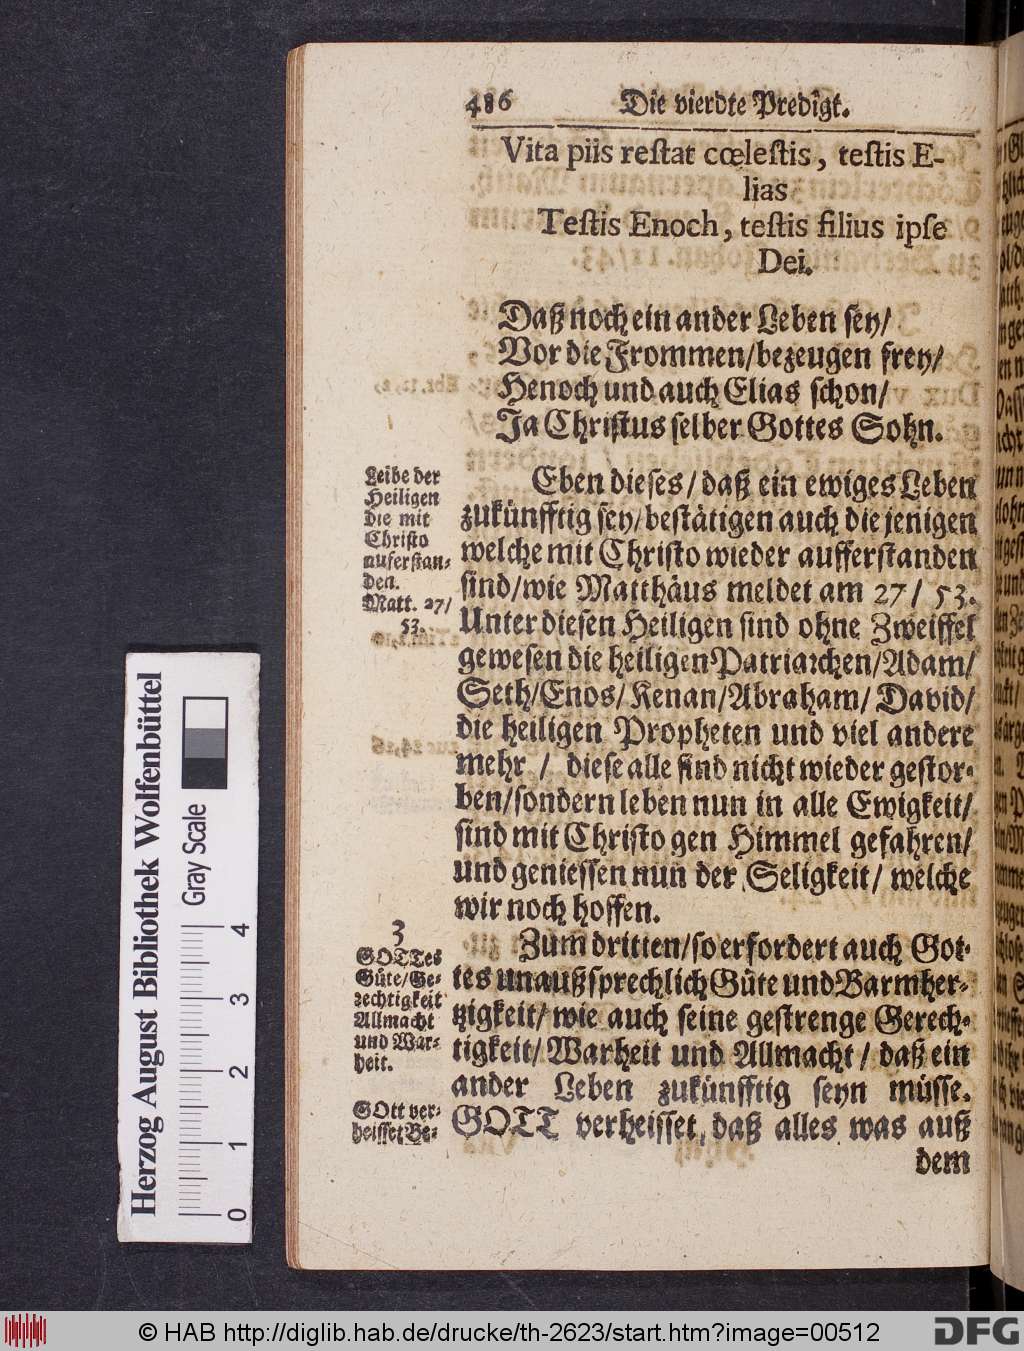 486 Die vierdte Predigt.
Vita piis reſtat cœleſtis, teſtis E-
lias
Teſtis Enoch, teſtis filius ipſe
Dei.
Daß noch ein ander Leben ſey/
Vor die Frommen/bezeugen frey/
Henoch und auch Elias ſchon/
Ja Chriſtus ſelber Gottes Sohn.
Leibe der
Heiligen
die mit
Chriſto
auferſtan-
den.
Matt. 27/
53.
Eben dieſes/ daß ein ewiges Leben
zukünfftig ſey/ beſtätigen auch die jenigen
welche mit Chriſto wieder aufferſtanden
ſind/wie Matthäus meldet am 27/ 53.
Unter dieſen Heiligen ſind ohne Zweiffel
geweſen die heiligen Patriarchen/Adam/
Seth/Enos/ Kenan/Abraham/ David/
die heiligen Propheten und viel andere
mehr / dieſe alle ſind nicht wieder geſtor-
ben/ſondern leben nun in alle Ewigkeit/
ſind mit Chriſto gen Himmel gefahren/
und genieſſen nun der Seligkeit/ welche
wir noch hoffen.
3
GOTTes
Güte/Ge-
rechtigkeit
Allmacht
und War-
heit.
Zum dritten/ſo erfordert auch Got-
tes unaußſprechlich Güte und Barmher-
tzigkeit/ wie auch ſeine geſtrenge Gerech-
tigkeit/ Warheit und Allmacht / daß ein
ander Leben zukünfftig ſeyn müſſe.
GOtt ver-
heiſſet Be-
GOTT verheiſſet, daß alles was auß
dem
Herzog August Bibliothek Wolfenbüttel
Gray Scale
0 1 2 3 4
© HAB http://diglib.hab.de/drucke/th-2623/start.htm?image=00512
DFG